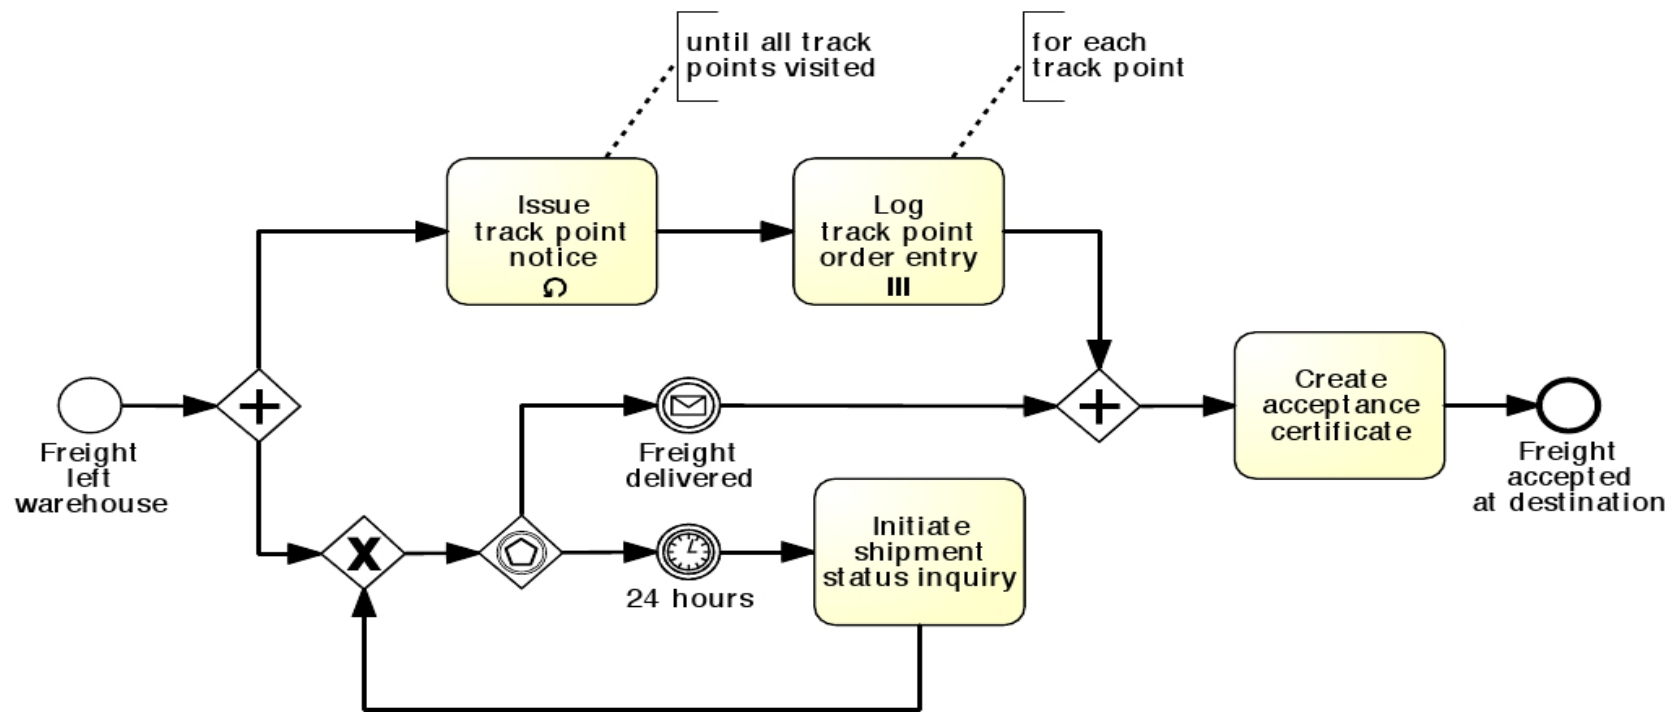 until all track
points visited
for each
track point
Issue
track point
notice
Log
track point
order entry
Freight
left
warehouse
Freight
delivered
Create
acceptance
certificate
Freight
accepted
at destination
24 hours
Initiate
shipment
status inquiry